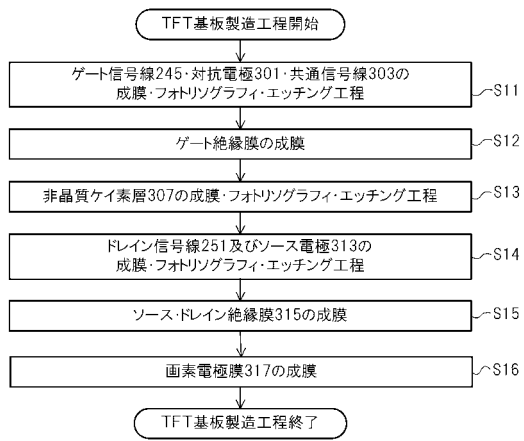 TFT基板製造工程開始
ゲート信号線245・対抗電極301・共通信号線303の
成膜・フォトリソグラフィ・エッチング工程
S11
ゲート絶縁膜の成膜
S12
非晶質ケイ素層307の成膜・フォトリソグラフィ・エッチング工程
S13
ドレイン信号線251及びソース電極313の
成膜・フォトリソグラフィ・エッチング工程
S14
ソース・ドレイン絶縁膜315の成膜
S15
画素電極膜317の成膜
S16
TFT基板製造工程終了